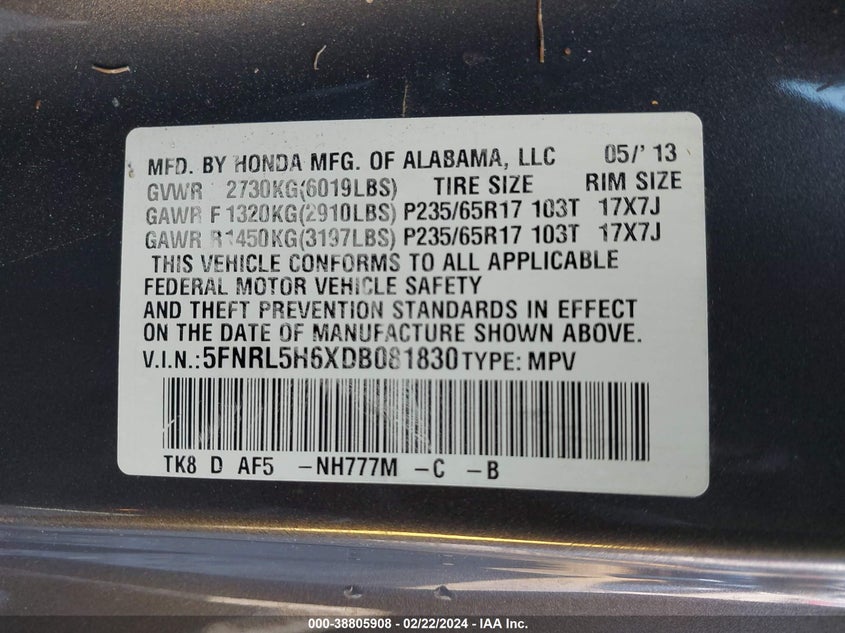 MFD. BY HONDA MFG. OF ALABAMA, LLC 05/' 13
GVWR 2730KG(6019LBS) TIRE SIZE RIM SIZE
GAWR F1320KG(2910LBS) P235/65R17 103T 17X7J
GAWR R1450KG(3197LBS) P235/65R17 103T 17X7J
THIS VEHICLE CONFORMS TO ALL APPLICABLE
FEDERAL MOTOR VEHICLE SAFETY
AND THEFT PREVENTION STANDARDS IN EFFECT
ON THE DATE OF MANUFACTURE SHOWN ABOVE.
V.I.N.:5FNRL5H6XDB081830 TYPE: MPV
TK8 D AF5 -NH777M -C -B
000-38805908 - 02/22/2024 - IAA Inc.